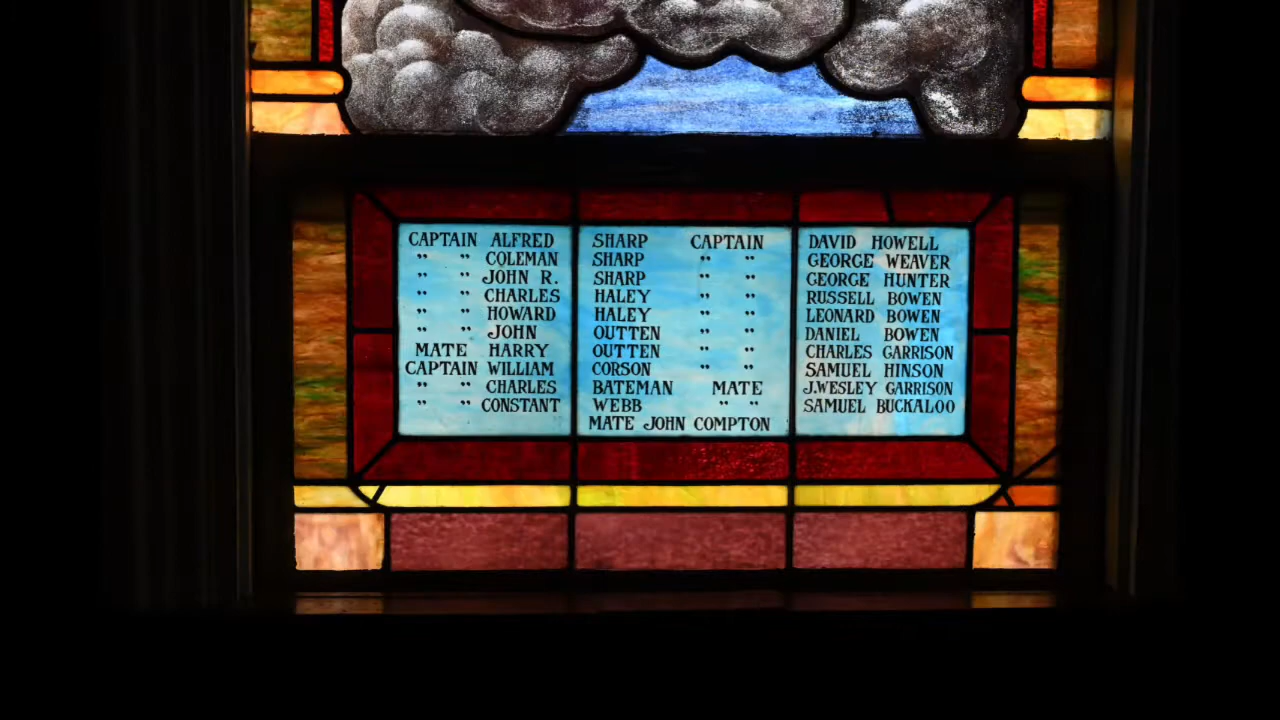 CAPTAIN ALFRED SHARP CAPTAIN DAVID HOWELL
" " COLEMAN SHARP " " GEORGE WEAVER
" " JOHN R. SHARP " " GEORGE HUNTER
" " CHARLES HALEY " " RUSSELL BOWEN
" " HOWARD HALEY " " LEONARD BOWEN
" " JOHN OUTTEN " " DANIEL BOWEN
MATE HARRY OUTTEN " " CHARLES GARRISON
CAPTAIN WILLIAM CORSON " " SAMUEL HINSON
" " CHARLES BATEMAN MATE J.WESLEY GARRISON
" " CONSTANT WEBB " " SAMUEL BUCKALOO
MATE JOHN COMPTON